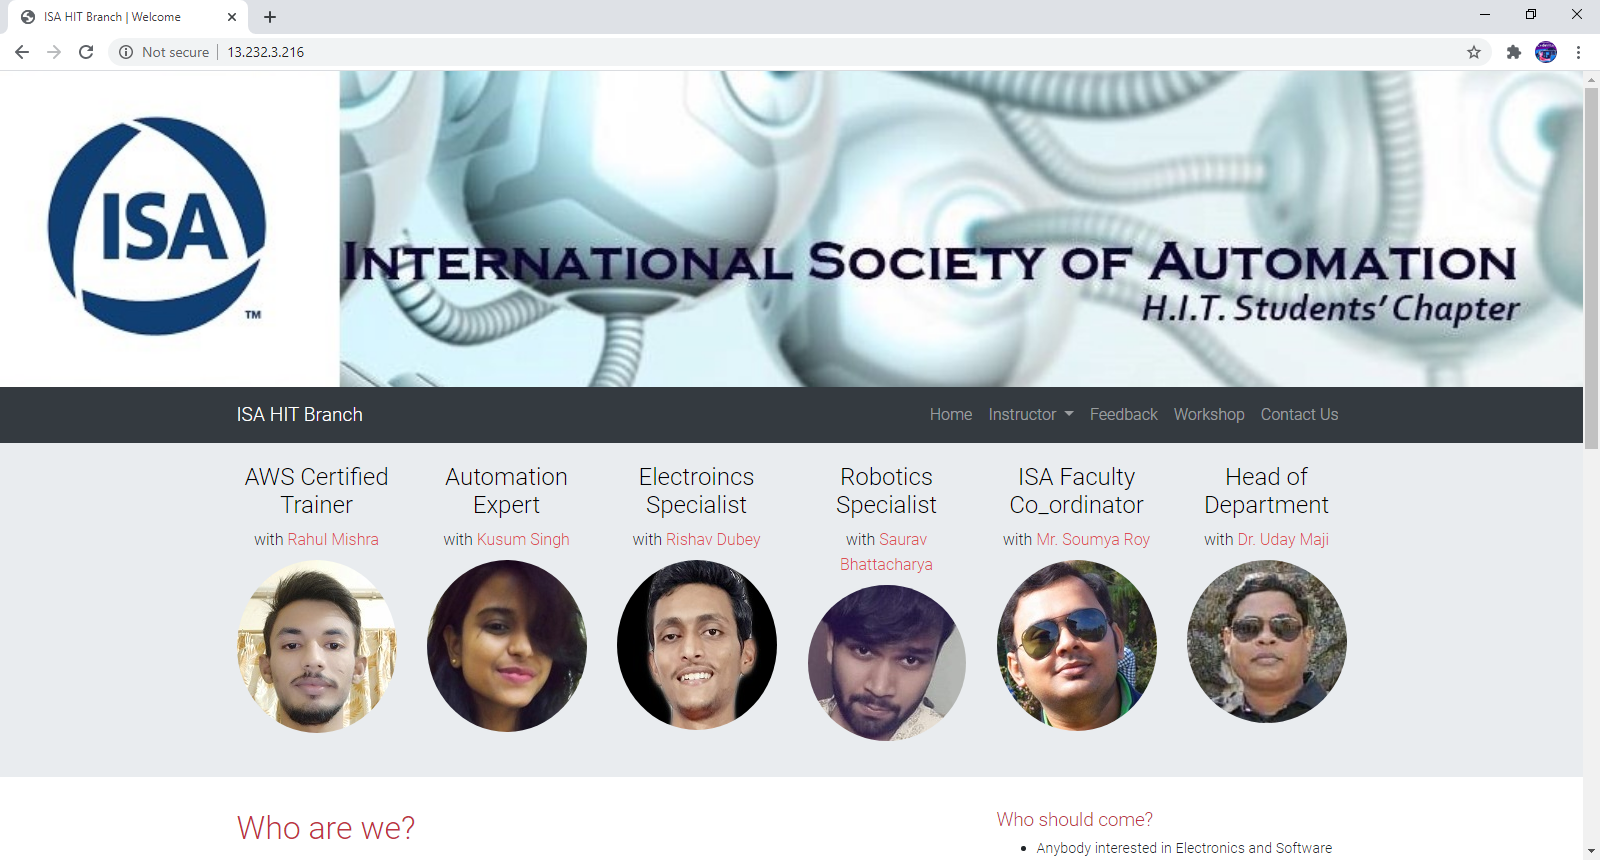 ISA HIT Branch | Welcome
Not secure
13.232.3.216
ISA
TM
INTERNATIONAL SOCIETY OF AUTOMATION
H.I.T. Students' Chapter
ISA HIT Branch
Home
Instructor
Feedback
Workshop
Contact Us
AWS Certified
Trainer
with Rahul Mishra
Automation
Expert
with Kusum Singh
Electroincs
Specialist
with Rishav Dubey
Robotics
Specialist
with Saurav
Bhattacharya
ISA Faculty
Co_ordinator
with Mr. Soumya Roy
Head of
Department
with Dr. Uday Maji
Who are we?
Who should come?
Anybody interested in Electronics and Software